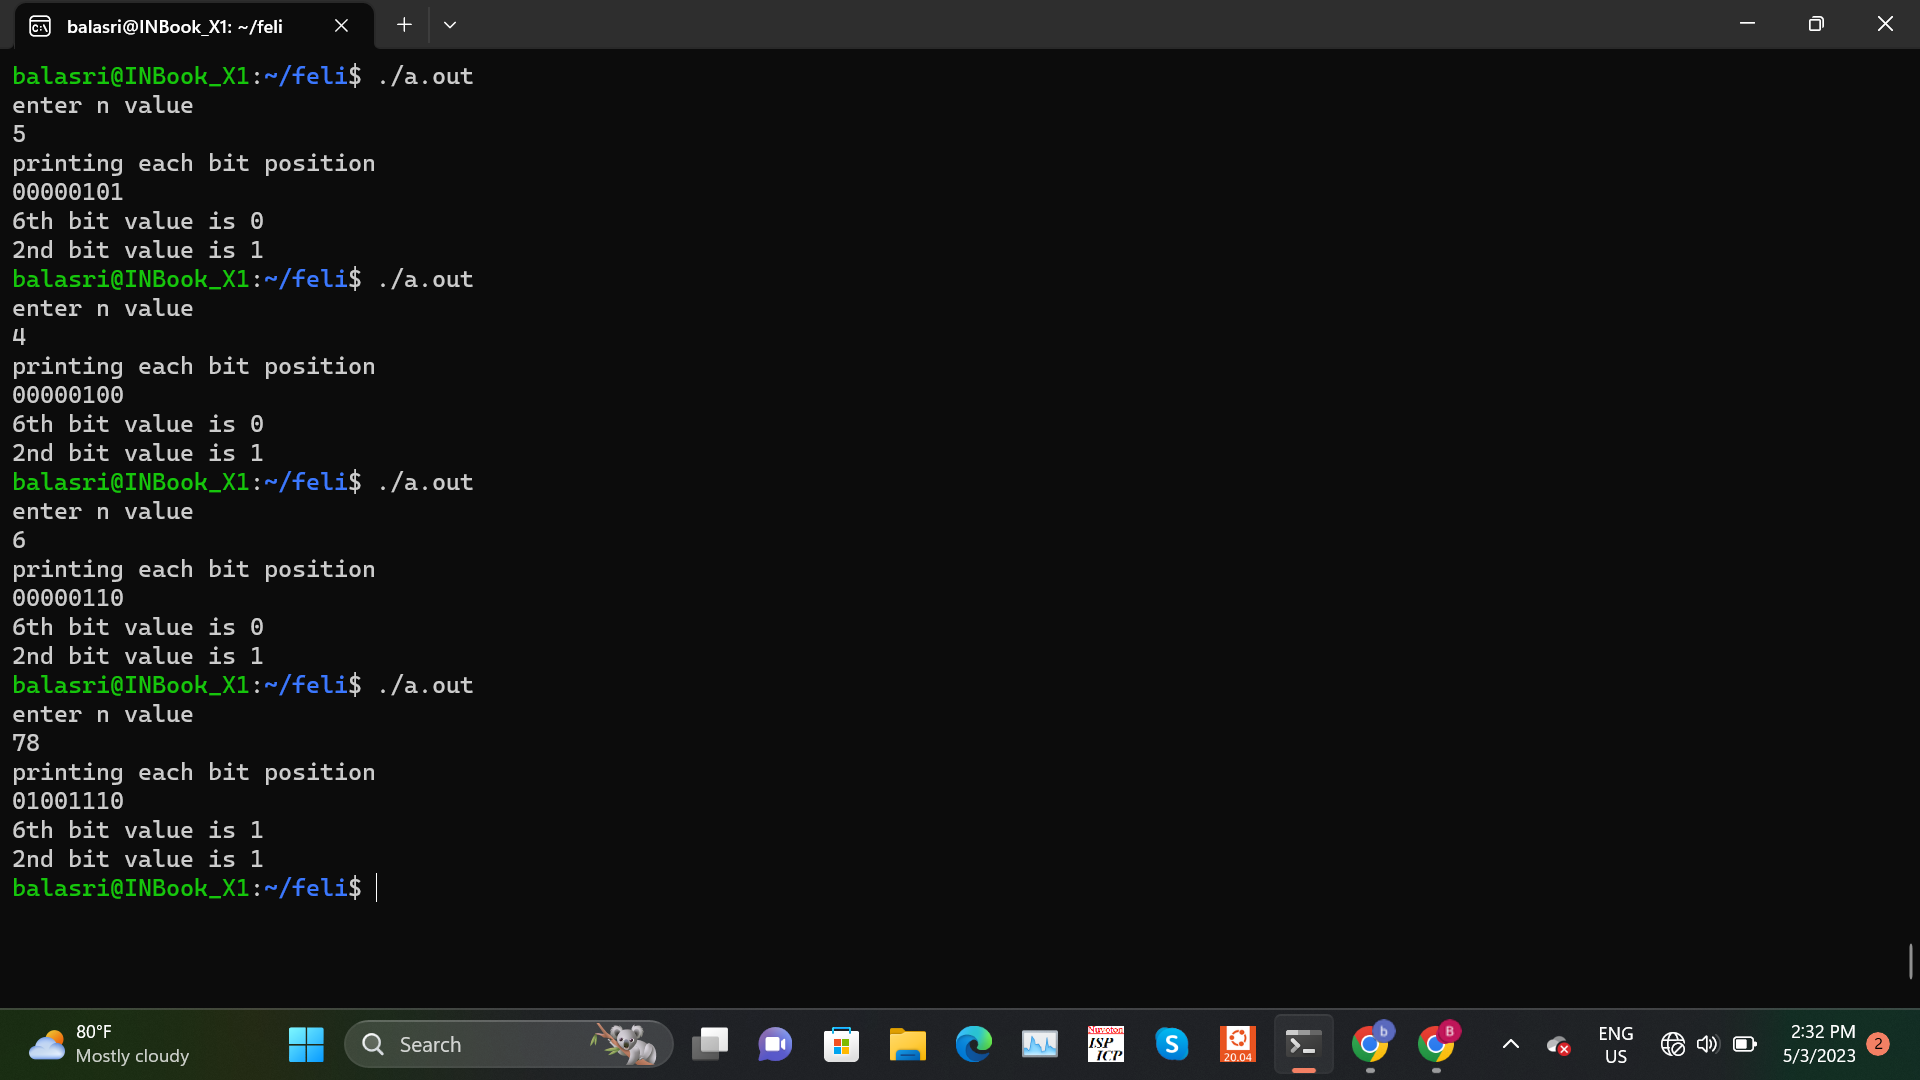 balasri@INBook_X1: ~/feli
balasri@INBook_X1:~/feli$ ./a.out
enter n value
5
printing each bit position
00000101
6th bit value is 0
2nd bit value is 1
balasri@INBook_X1:~/feli$ ./a.out
enter n value
4
printing each bit position
00000100
6th bit value is 0
2nd bit value is 1
balasri@INBook_X1:~/feli$ ./a.out
enter n value
6
printing each bit position
00000110
6th bit value is 0
2nd bit value is 1
balasri@INBook_X1:~/feli$ ./a.out
enter n value
78
printing each bit position
01001110
6th bit value is 1
2nd bit value is 1
balasri@INBook_X1:~/feli$
80°F
Mostly cloudy
Search
Nuvoton
ISP
ICP
S
20.04
b
B
ENG
US
2:32 PM
5/3/2023
2